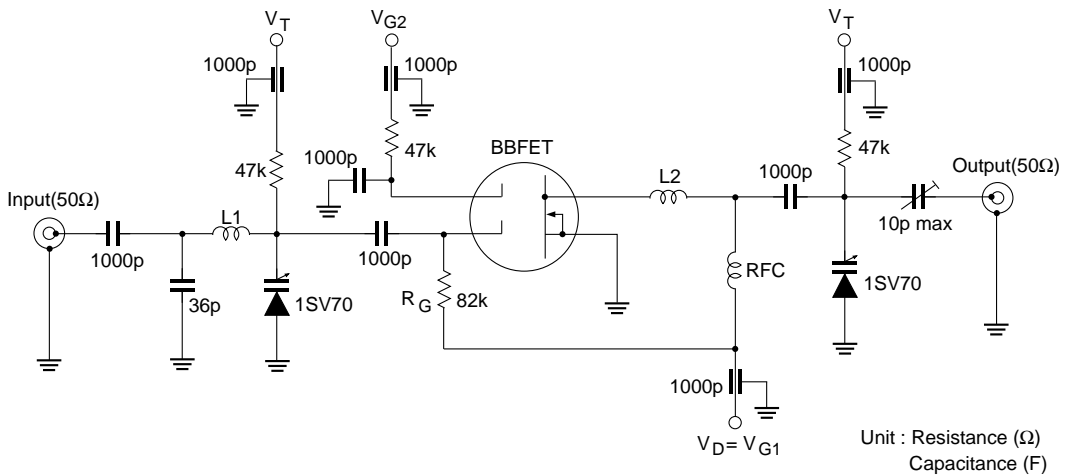 V_T
V_G2
V_T
1000p
1000p
1000p
47k
47k
BBFET
47k
1000p
L2
1000p
Output(50Ω)
Input(50Ω)
L1
10p max
1000p
1000p
RFC
36p
1SV70
R_G
82k
1SV70
1000p
V_D= V_G1
Unit : Resistance (Ω)
Capacitance (F)